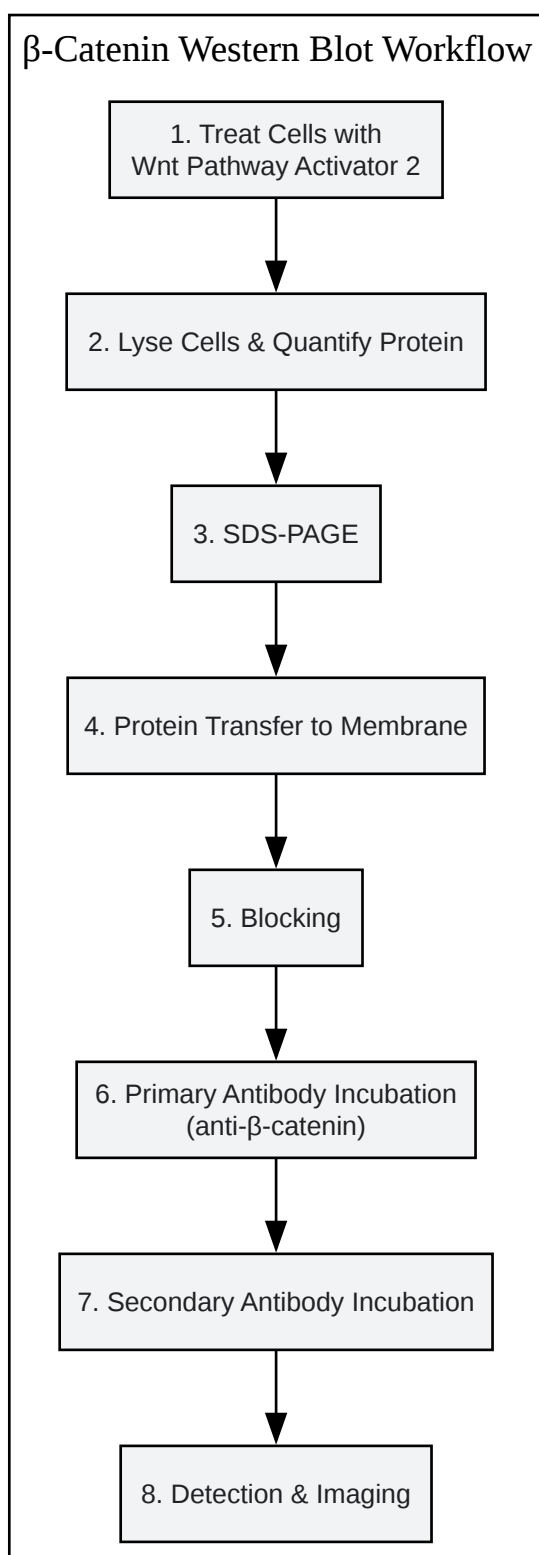 β-Catenin Western Blot Workflow
1. Treat Cells with
Wnt Pathway Activator 2
2. Lyse Cells & Quantify Protein
3. SDS-PAGE
4. Protein Transfer to Membrane
5. Blocking
6. Primary Antibody Incubation
(anti-β-catenin)
7. Secondary Antibody Incubation
8. Detection & Imaging